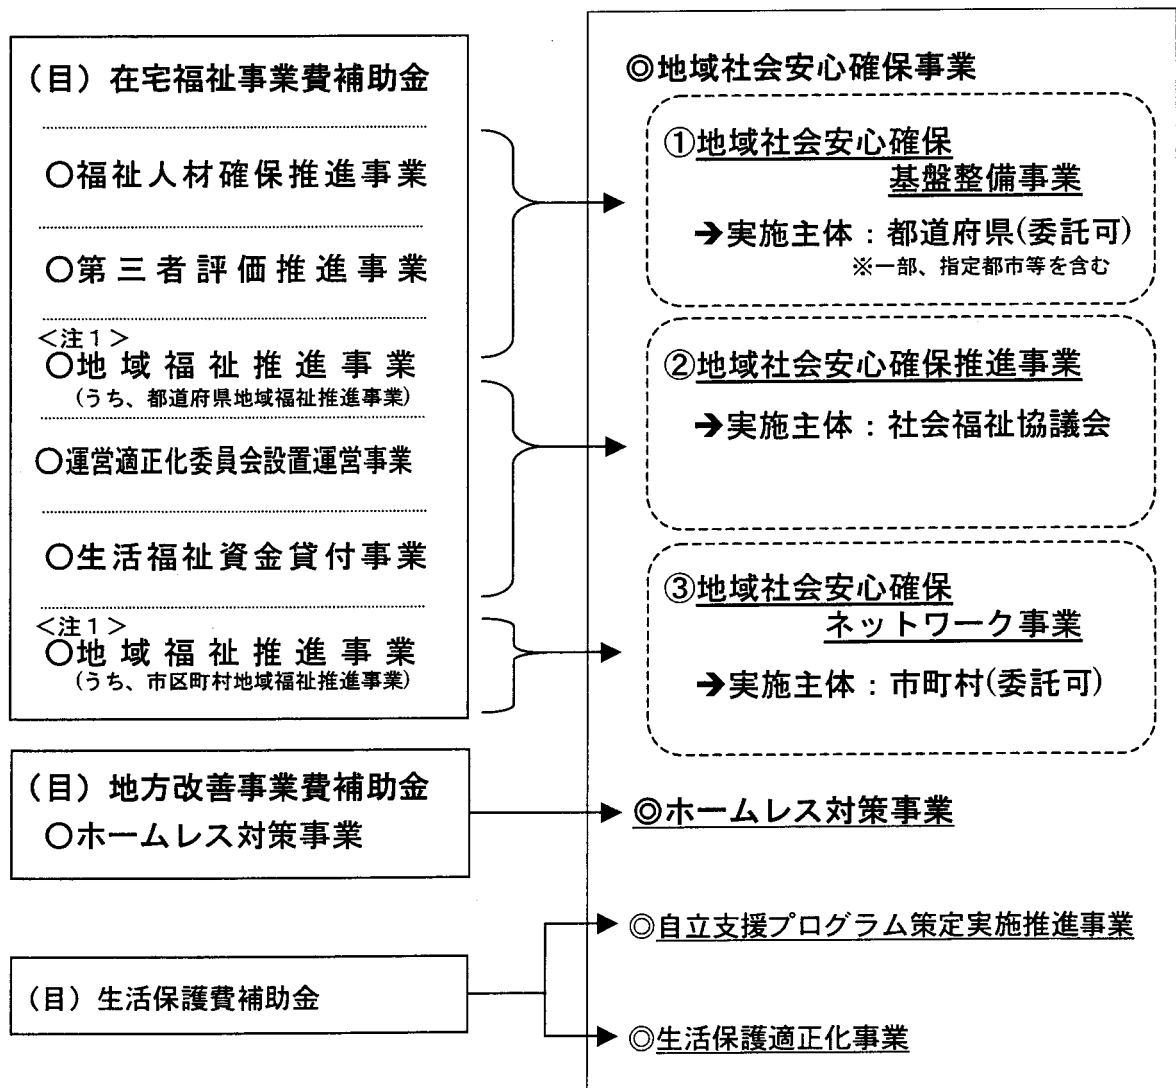 （目）在宅福祉事業費補助金
○福祉人材確保推進事業
○第三者評価推進事業
＜注１＞
○地域福祉推進事業
(うち、都道府県地域福祉推進事業)
○運営適正化委員会設置運営事業
○生活福祉資金貸付事業
＜注１＞
○地域福祉推進事業
(うち、市区町村地域福祉推進事業)
（目）地方改善事業費補助金
○ホームレス対策事業
（目）生活保護費補助金
◎地域社会安心確保事業
①地域社会安心確保
基盤整備事業
➔実施主体：都道府県(委託可)
※一部、指定都市等を含む
②地域社会安心確保推進事業
➔実施主体：社会福祉協議会
③地域社会安心確保
ネットワーク事業
➔実施主体：市町村(委託可)
◎ホームレス対策事業
◎自立支援プログラム策定実施推進事業
◎生活保護適正化事業